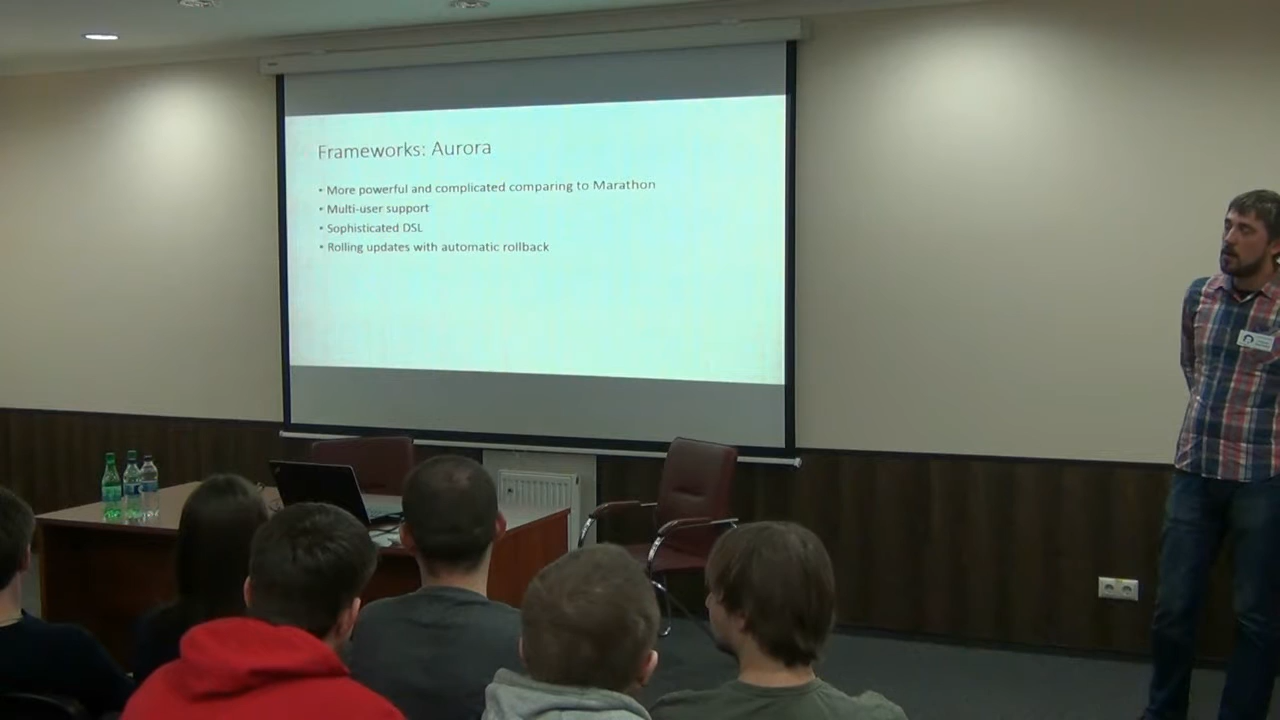 Frameworks: Aurora
• More powerful and complicated comparing to Marathon
• Multi-user support
• Sophisticated DSL
• Rolling updates with automatic rollback